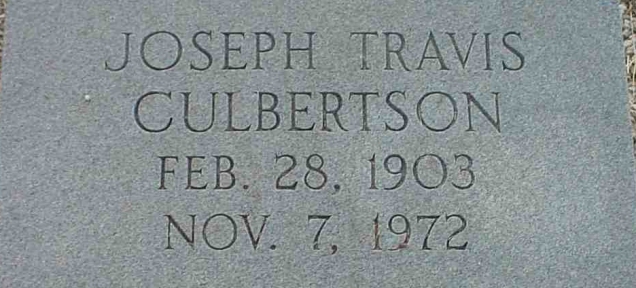 JOSEPH TRAVIS
CULBERTSON
FEB. 28, 1903
NOV. 7, 1972